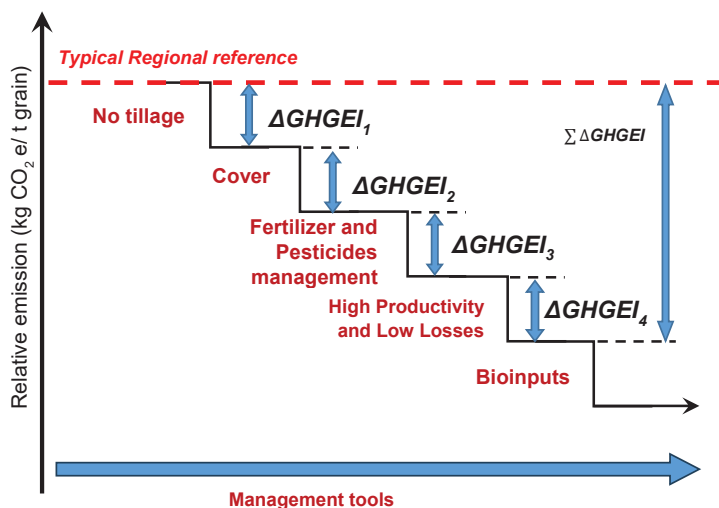 Typical Regional reference
No tillage
ΔGHGEI₁
∑ ΔGHGEI
Cover
ΔGHGEI₂
Fertilizer and
Pesticides
management
ΔGHGEI₃
High Productivity
and Low Losses
ΔGHGEI₄
Bioinputs
Relative emission (kg CO₂ e/ t grain)
Management tools